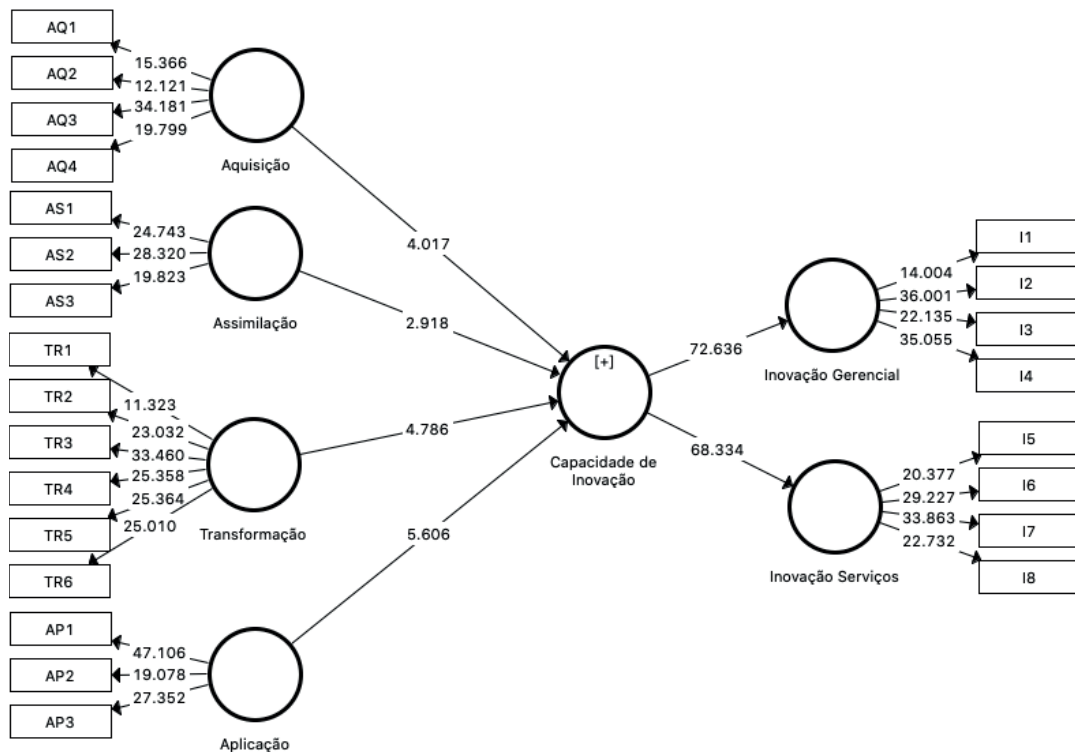 AQ1
15.366
AQ2
12.121
AQ3
34.181
AQ4
19.799
Aquisição
AS1
24.743
AS2
28.320
AS3
19.823
Assimilação
TR1
11.323
TR2
23.032
TR3
33.460
TR4
25.358
TR5
25.364
TR6
25.010
Transformação
AP1
47.106
AP2
19.078
AP3
27.352
Aplicação
4.017
2.918
4.786
5.606
[+]
Capacidade de
Inovação
72.636
68.334
Inovação Gerencial
14.004
I1
36.001
I2
22.135
I3
35.055
I4
Inovação Serviços
20.377
I5
29.227
I6
33.863
I7
22.732
I8